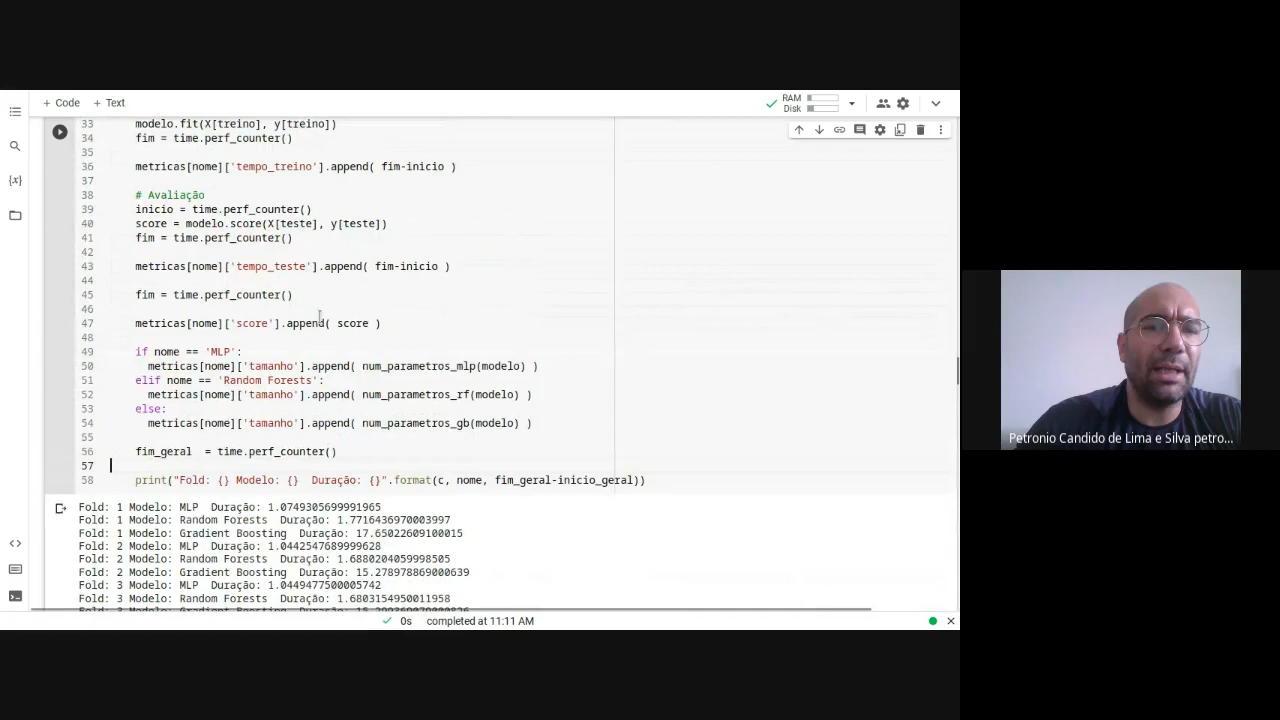 + Code + Text
RAM
Disk
33 modelo.fit(X[treino], y[treino])
34 fim = time.perf_counter()
35
36 metricas[nome]['tempo_treino'].append( fim-inicio )
37
38 # Avaliação
39 inicio = time.perf_counter()
40 score = modelo.score(X[teste], y[teste])
41 fim = time.perf_counter()
42
43 metricas[nome]['tempo_teste'].append( fim-inicio )
44
45 fim = time.perf_counter()
46
47 metricas[nome]['score'].append( score )
48
49 if nome == 'MLP':
50 metricas[nome]['tamanho'].append( num_parametros_mlp(modelo) )
51 elif nome == 'Random Forests':
52 metricas[nome]['tamanho'].append( num_parametros_rf(modelo) )
53 else:
54 metricas[nome]['tamanho'].append( num_parametros_gb(modelo) )
55
56 fim_geral = time.perf_counter()
57
58 print("Fold: {} Modelo: {} Duração: {}".format(c, nome, fim_geral-inicio_geral))
Fold: 1 Modelo: MLP Duração: 1.0749305699991965
Fold: 1 Modelo: Random Forests Duração: 1.7716436970003997
Fold: 1 Modelo: Gradient Boosting Duração: 17.65022609100015
Fold: 2 Modelo: MLP Duração: 1.0442547689999628
Fold: 2 Modelo: Random Forests Duração: 1.6880204059998505
Fold: 2 Modelo: Gradient Boosting Duração: 15.278978869000639
Fold: 3 Modelo: MLP Duração: 1.0449477500005742
Fold: 3 Modelo: Random Forests Duração: 1.6803154950011958
Fold: 3 Modelo: Gradient Boosting Duração:
0s completed at 11:11 AM
Petronio Candido de Lima e Silva petro...